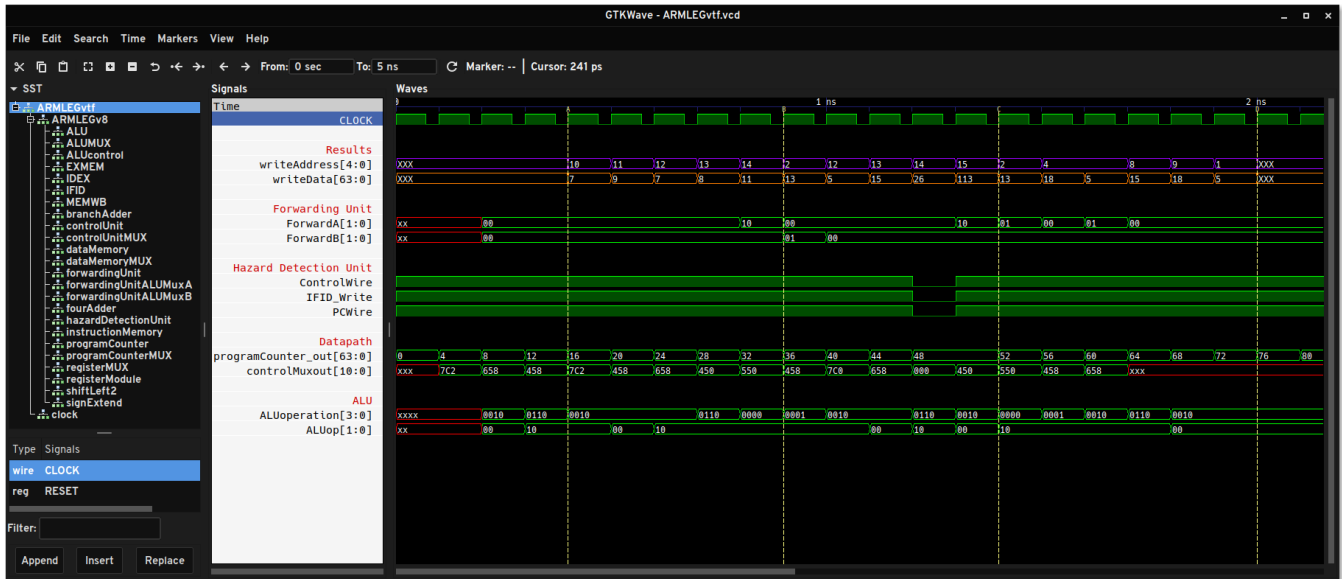 GTKWave - ARMLEGvtf.vcd
File Edit Search Time Markers View Help
From: 0 sec To: 5 ns Marker: -- | Cursor: 241 ps
SST
ARMLEGvtf
ARMLEGv8
ALU
ALUMUX
ALUcontrol
EXMEM
IDEX
IFID
MEMWB
branchAdder
controlUnit
controlUnitMUX
dataMemory
dataMemoryMUX
forwardingUnit
forwardingUnitALUMuxA
forwardingUnitALUMuxB
fourAdder
hazardDetectionUnit
instructionMemory
programCounter
programCounterMUX
registerMUX
registerModule
shiftLeft2
signExtend
clock
Type Signals
wire CLOCK
reg RESET
Filter:
Append Insert Replace
Signals
Time
CLOCK
Results
writeAddress[4:0]
writeData[63:0]
Forwarding Unit
ForwardA[1:0]
ForwardB[1:0]
Hazard Detection Unit
ControlWire
IFID_Write
PCWire
Datapath
programCounter_out[63:0]
controlMuxout[10:0]
ALU
ALUoperation[3:0]
ALUop[1:0]
Waves
1 ns 2 ns
A B C D
XXX 10 11 12 13 14 2 12 13 14 15 2 4 8 9 1 XXX
XXX 7 9 7 8 11 13 5 15 26 113 13 18 5 15 18 5 XXX
xx 00 10 00 10 01 00 01 00
xx 00 01 00
0 4 8 12 16 20 24 28 32 36 40 44 48 52 56 60 64 68 72 76 80
xxx 7C2 658 458 7C2 458 658 450 550 458 7C0 658 000 450 550 458 658 xxx
xxxx 0010 0110 0010 0110 0000 0001 0010 0110 0010 0000 0001 0010 0110 0010
xx 00 10 00 10 00 10 00 10 00